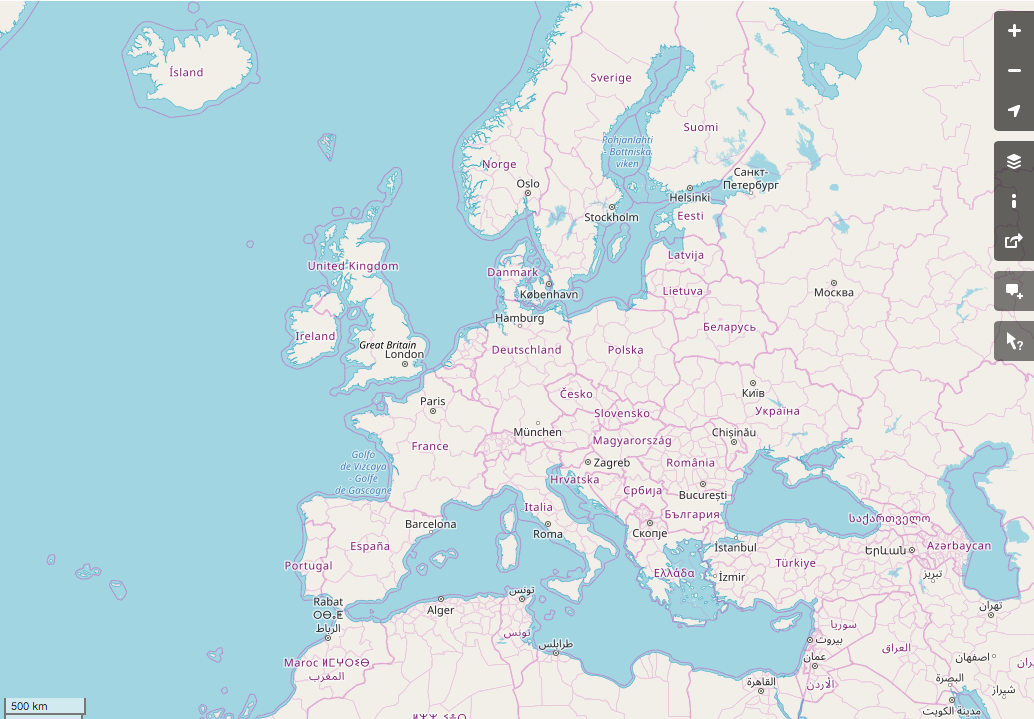 Ísland
Sverige
Suomi
Pohjanlahti
- Bottniska
viken
Norge
Санкт-
Петербург
Oslo
Helsinki
Stockholm
Eesti
Latvija
United Kingdom
Danmark
København
Lietuva
Москва
Hamburg
Беларусь
Ireland
Great Britain
London
Deutschland
Polska
Česko
Київ
Paris
Slovensko
Україна
München
Chișinău
Magyarország
France
Golfo
de Vizcaya
- Golfe
de Gascogne
Zagreb
România
Hrvatska
Србија
București
Italia
България
საქართველო
Barcelona
Roma
Скопје
España
İstanbul
Երևան
Azərbaycan
Portugal
Türkiye
Ελλάδα
İzmir
تبریز
تونس
Rabat
ⵔⴱⴰⵟ
الرباط
Alger
تهران
سوريا
تونس
طرابلس
بيروت
العراق
عمان
اصفهان
Maroc ⵍⵎⵖⵔⵉⴱ
المغرب
القاهرة
الأردن
البصرة
شیراز
500 km
مدينة الكويت